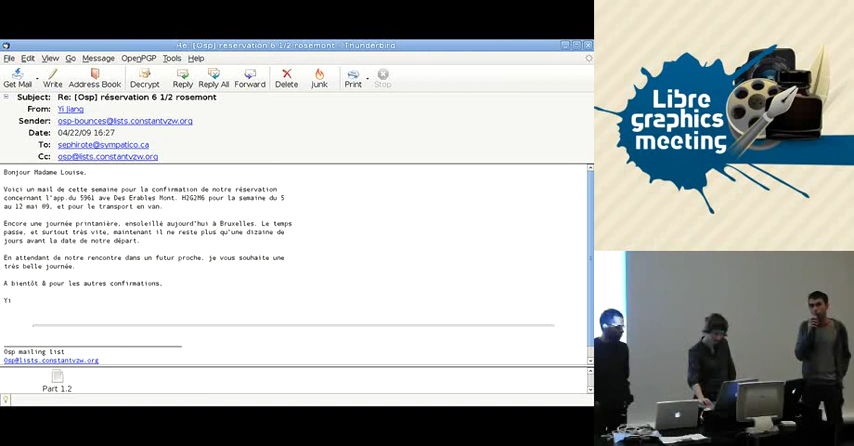 Re: [Osp] réservation 6 1/2 rosemont - Thunderbird
File Edit View Go Message OpenPGP Tools Help
Get Mail Write Address Book Decrypt Reply Reply All Forward Delete Junk Print Stop
Subject: Re: [Osp] réservation 6 1/2 rosemont
From: Yi Jiang
Sender: osp-bounces@lists.constantvzw.org
Date: 04/22/09 16:27
To: sephirote@sympatico.ca
Cc: osp@lists.constantvzw.org
Bonjour Madame Louise,
Voici un mail de cette semaine pour la confirmation de notre réservation
concernant l'app.du 5961 ave Des Erables Mont. H2G2M6 pour la semaine du 5
au 12 mai 09, et pour le transport en van.
Encore une journée printanière, ensoleillé aujourd'hui à Bruxelles. Le temps
passe, et surtout très vite, maintenant il ne reste plus qu'une dizaine de
jours avant la date de notre départ.
En attendant de notre rencontre dans un futur proche, je vous souhaite une
très belle journée.
A bientôt & pour les autres confirmations,
Yi
Osp mailing list
Osp@lists.constantvzw.org
Part 1.2
Libre
graphics
meeting